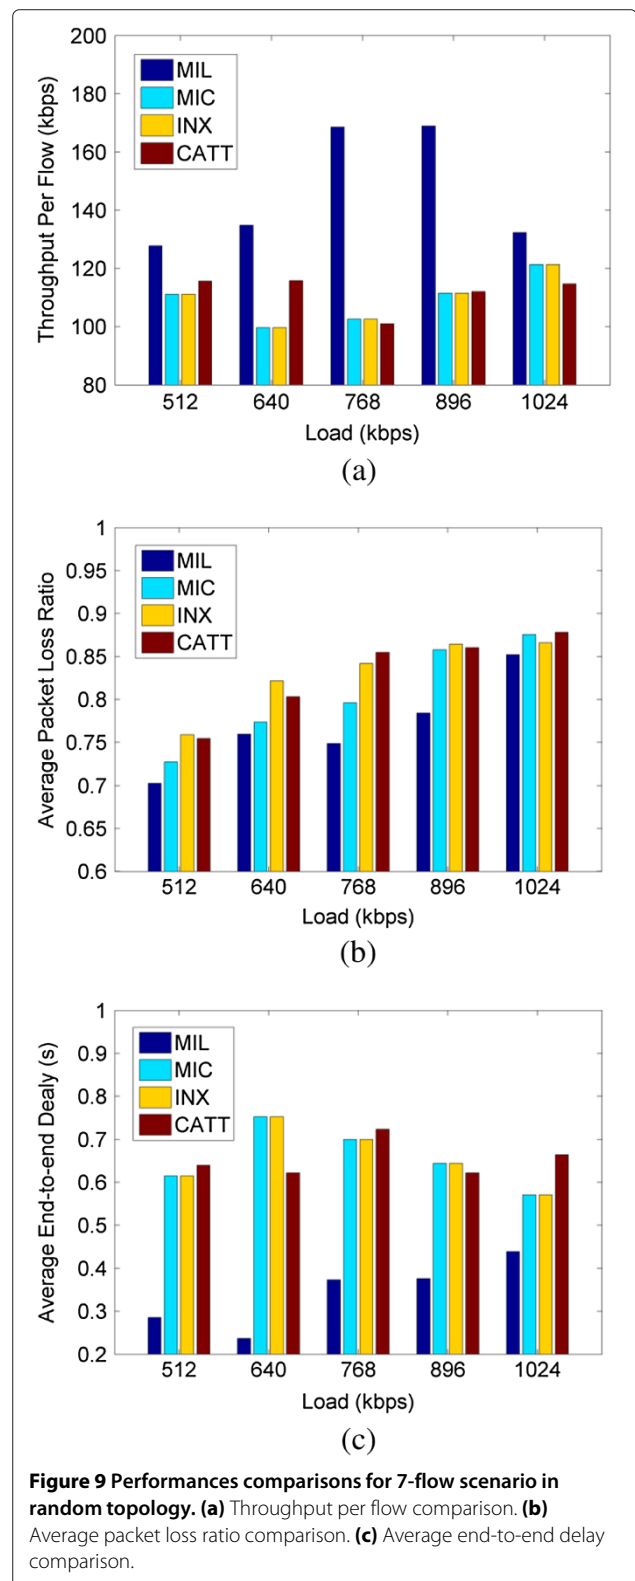 200
180
160
140
120
100
80
Throughput Per Flow (kbps)
MIL
MIC
INX
CATT
512 640 768 896 1024
Load (kbps)
(a)
1
0.95
0.9
0.85
0.8
0.75
0.7
0.65
0.6
Average Packet Loss Ratio
MIL
MIC
INX
CATT
512 640 768 896 1024
Load (kbps)
(b)
1
0.9
0.8
0.7
0.6
0.5
0.4
0.3
0.2
Average End-to-end Dealy (s)
MIL
MIC
INX
CATT
512 640 768 896 1024
Load (kbps)
(c)
Figure 9 Performances comparisons for 7-flow scenario in
random topology. (a) Throughput per flow comparison. (b)
Average packet loss ratio comparison. (c) Average end-to-end delay
comparison.